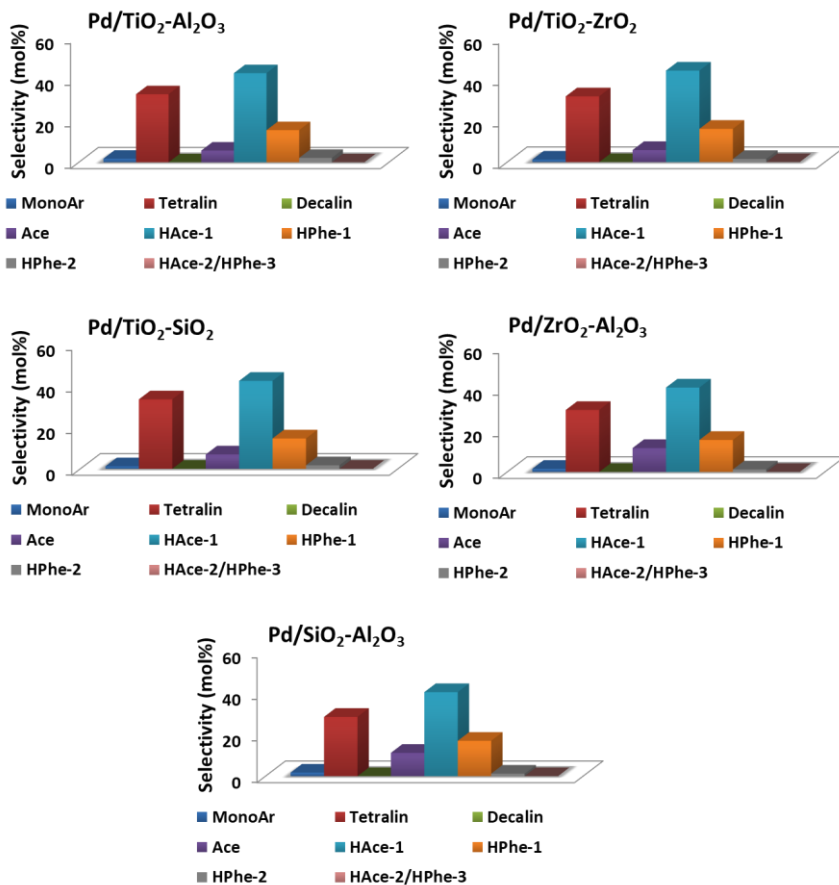 Pd/TiO₂-Al₂O₃
Selectivity (mol%)
60
40
20
0
MonoAr Tetralin Decalin
Ace HAce-1 HPhe-1
HPhe-2 HAce-2/HPhe-3
Pd/TiO₂-ZrO₂
Selectivity (mol%)
60
40
20
0
MonoAr Tetralin Decalin
Ace HAce-1 HPhe-1
HPhe-2 HAce-2/HPhe-3
Pd/TiO₂-SiO₂
Selectivity (mol%)
60
40
20
0
MonoAr Tetralin Decalin
Ace HAce-1 HPhe-1
HPhe-2 HAce-2/HPhe-3
Pd/ZrO₂-Al₂O₃
Selectivity (mol%)
60
40
20
0
MonoAr Tetralin Decalin
Ace HAce-1 HPhe-1
HPhe-2 HAce-2/HPhe-3
Pd/SiO₂-Al₂O₃
Selectivity (mol%)
60
40
20
0
MonoAr Tetralin Decalin
Ace HAce-1 HPhe-1
HPhe-2 HAce-2/HPhe-3